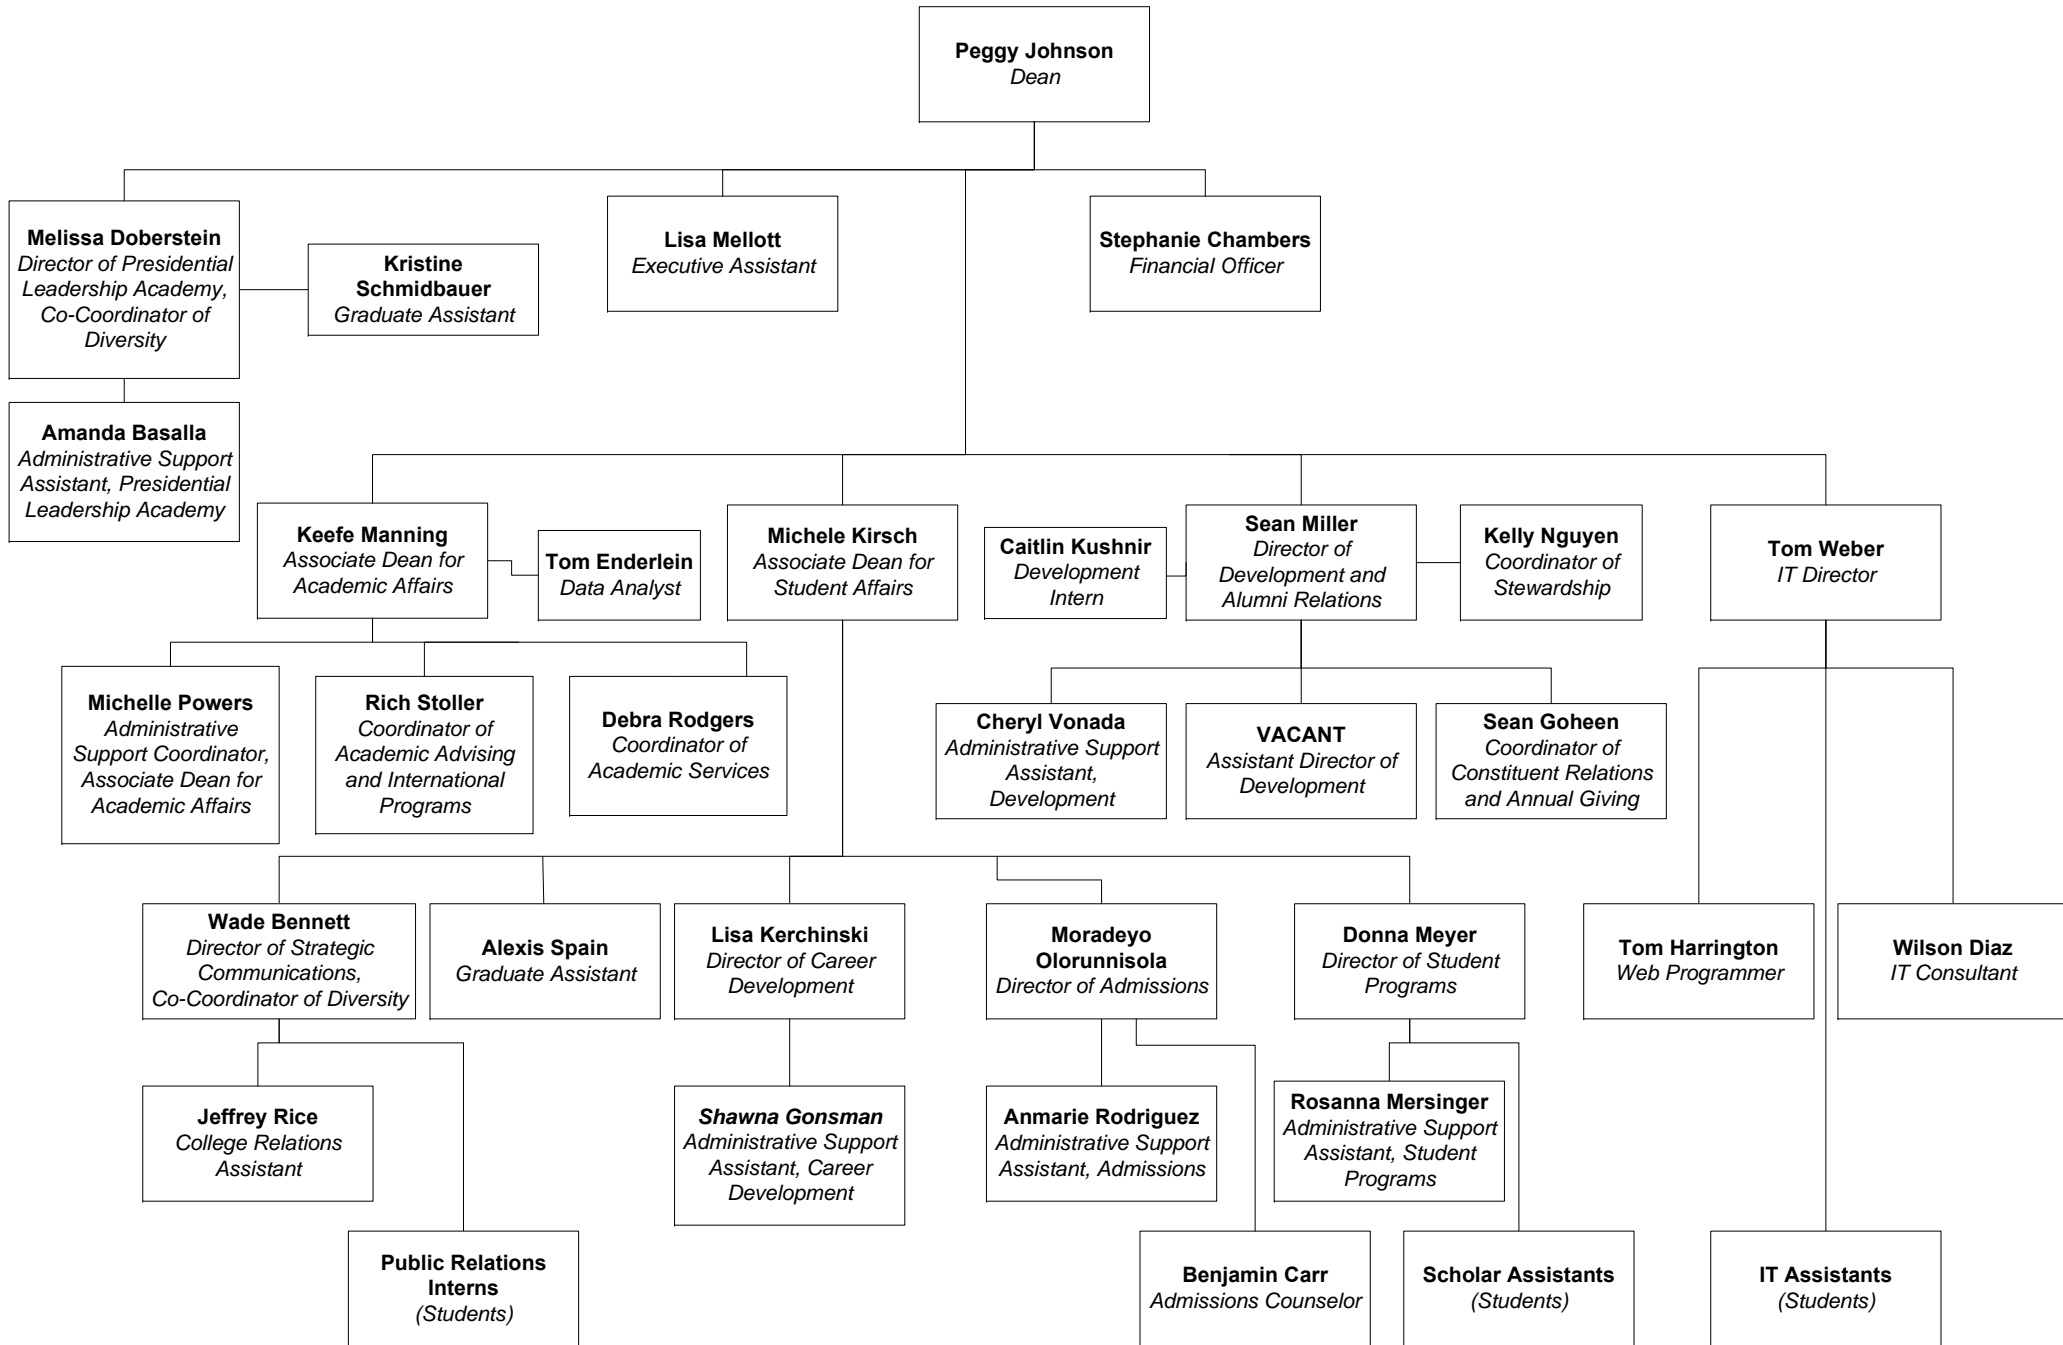 Peggy Johnson
Dean
Melissa Doberstein
Director of Presidential
Leadership Academy,
Co-Coordinator of
Diversity
Kristine
Schmidbauer
Graduate Assistant
Lisa Mellott
Executive Assistant
Stephanie Chambers
Financial Officer
Amanda Basalla
Administrative Support
Assistant, Presidential
Leadership Academy
Keefe Manning
Associate Dean for
Academic Affairs
Tom Enderlein
Data Analyst
Michele Kirsch
Associate Dean for
Student Affairs
Caitlin Kushnir
Development
Intern
Sean Miller
Director of
Development and
Alumni Relations
Kelly Nguyen
Coordinator of
Stewardship
Tom Weber
IT Director
Michelle Powers
Administrative
Support Coordinator,
Associate Dean for
Academic Affairs
Rich Stoller
Coordinator of
Academic Advising
and International
Programs
Debra Rodgers
Coordinator of
Academic Services
Cheryl Vonada
Administrative Support
Assistant,
Development
VACANT
Assistant Director of
Development
Sean Goheen
Coordinator of
Constituent Relations
and Annual Giving
Wade Bennett
Director of Strategic
Communications,
Co-Coordinator of Diversity
Alexis Spain
Graduate Assistant
Lisa Kerchinski
Director of Career
Development
Moradeyo
Olorunnisola
Director of Admissions
Donna Meyer
Director of Student
Programs
Tom Harrington
Web Programmer
Wilson Diaz
IT Consultant
Jeffrey Rice
College Relations
Assistant
Shawna Gonsman
Administrative Support
Assistant, Career
Development
Anmarie Rodriguez
Administrative Support
Assistant, Admissions
Rosanna Mersinger
Administrative Support
Assistant, Student
Programs
Public Relations
Interns
(Students)
Benjamin Carr
Admissions Counselor
Scholar Assistants
(Students)
IT Assistants
(Students)